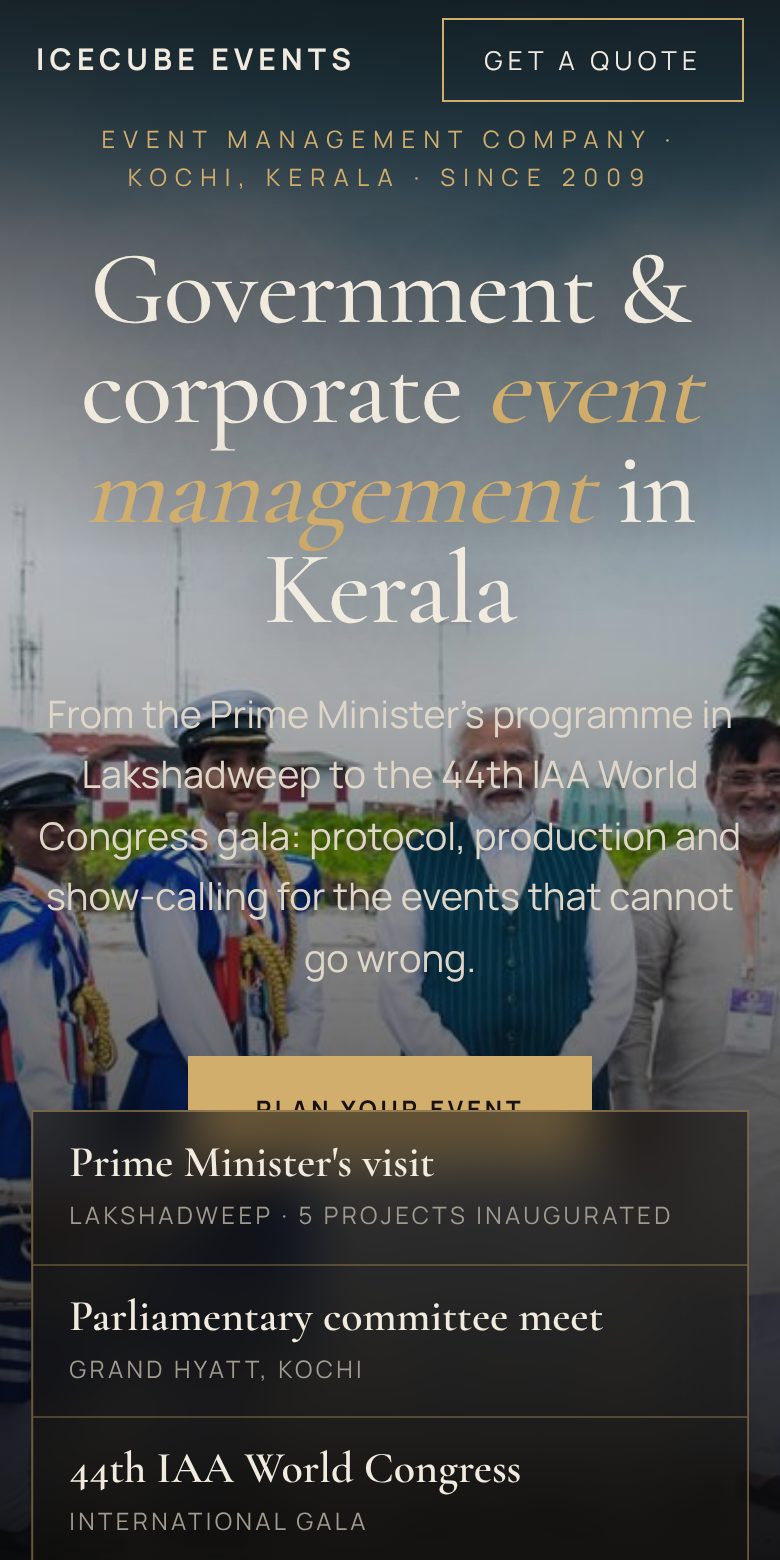 ICECUBE EVENTS
GET A QUOTE
EVENT MANAGEMENT COMPANY ·
KOCHI, KERALA · SINCE 2009
Government &
corporate event
management in
Kerala
From the Prime Minister’s programme in
Lakshadweep to the 44th IAA World
Congress gala: protocol, production and
show-calling for the events that cannot
go wrong.
PLAN YOUR EVENT
Prime Minister's visit
LAKSHADWEEP · 5 PROJECTS INAUGURATED
Parliamentary committee meet
GRAND HYATT, KOCHI
44th IAA World Congress
INTERNATIONAL GALA